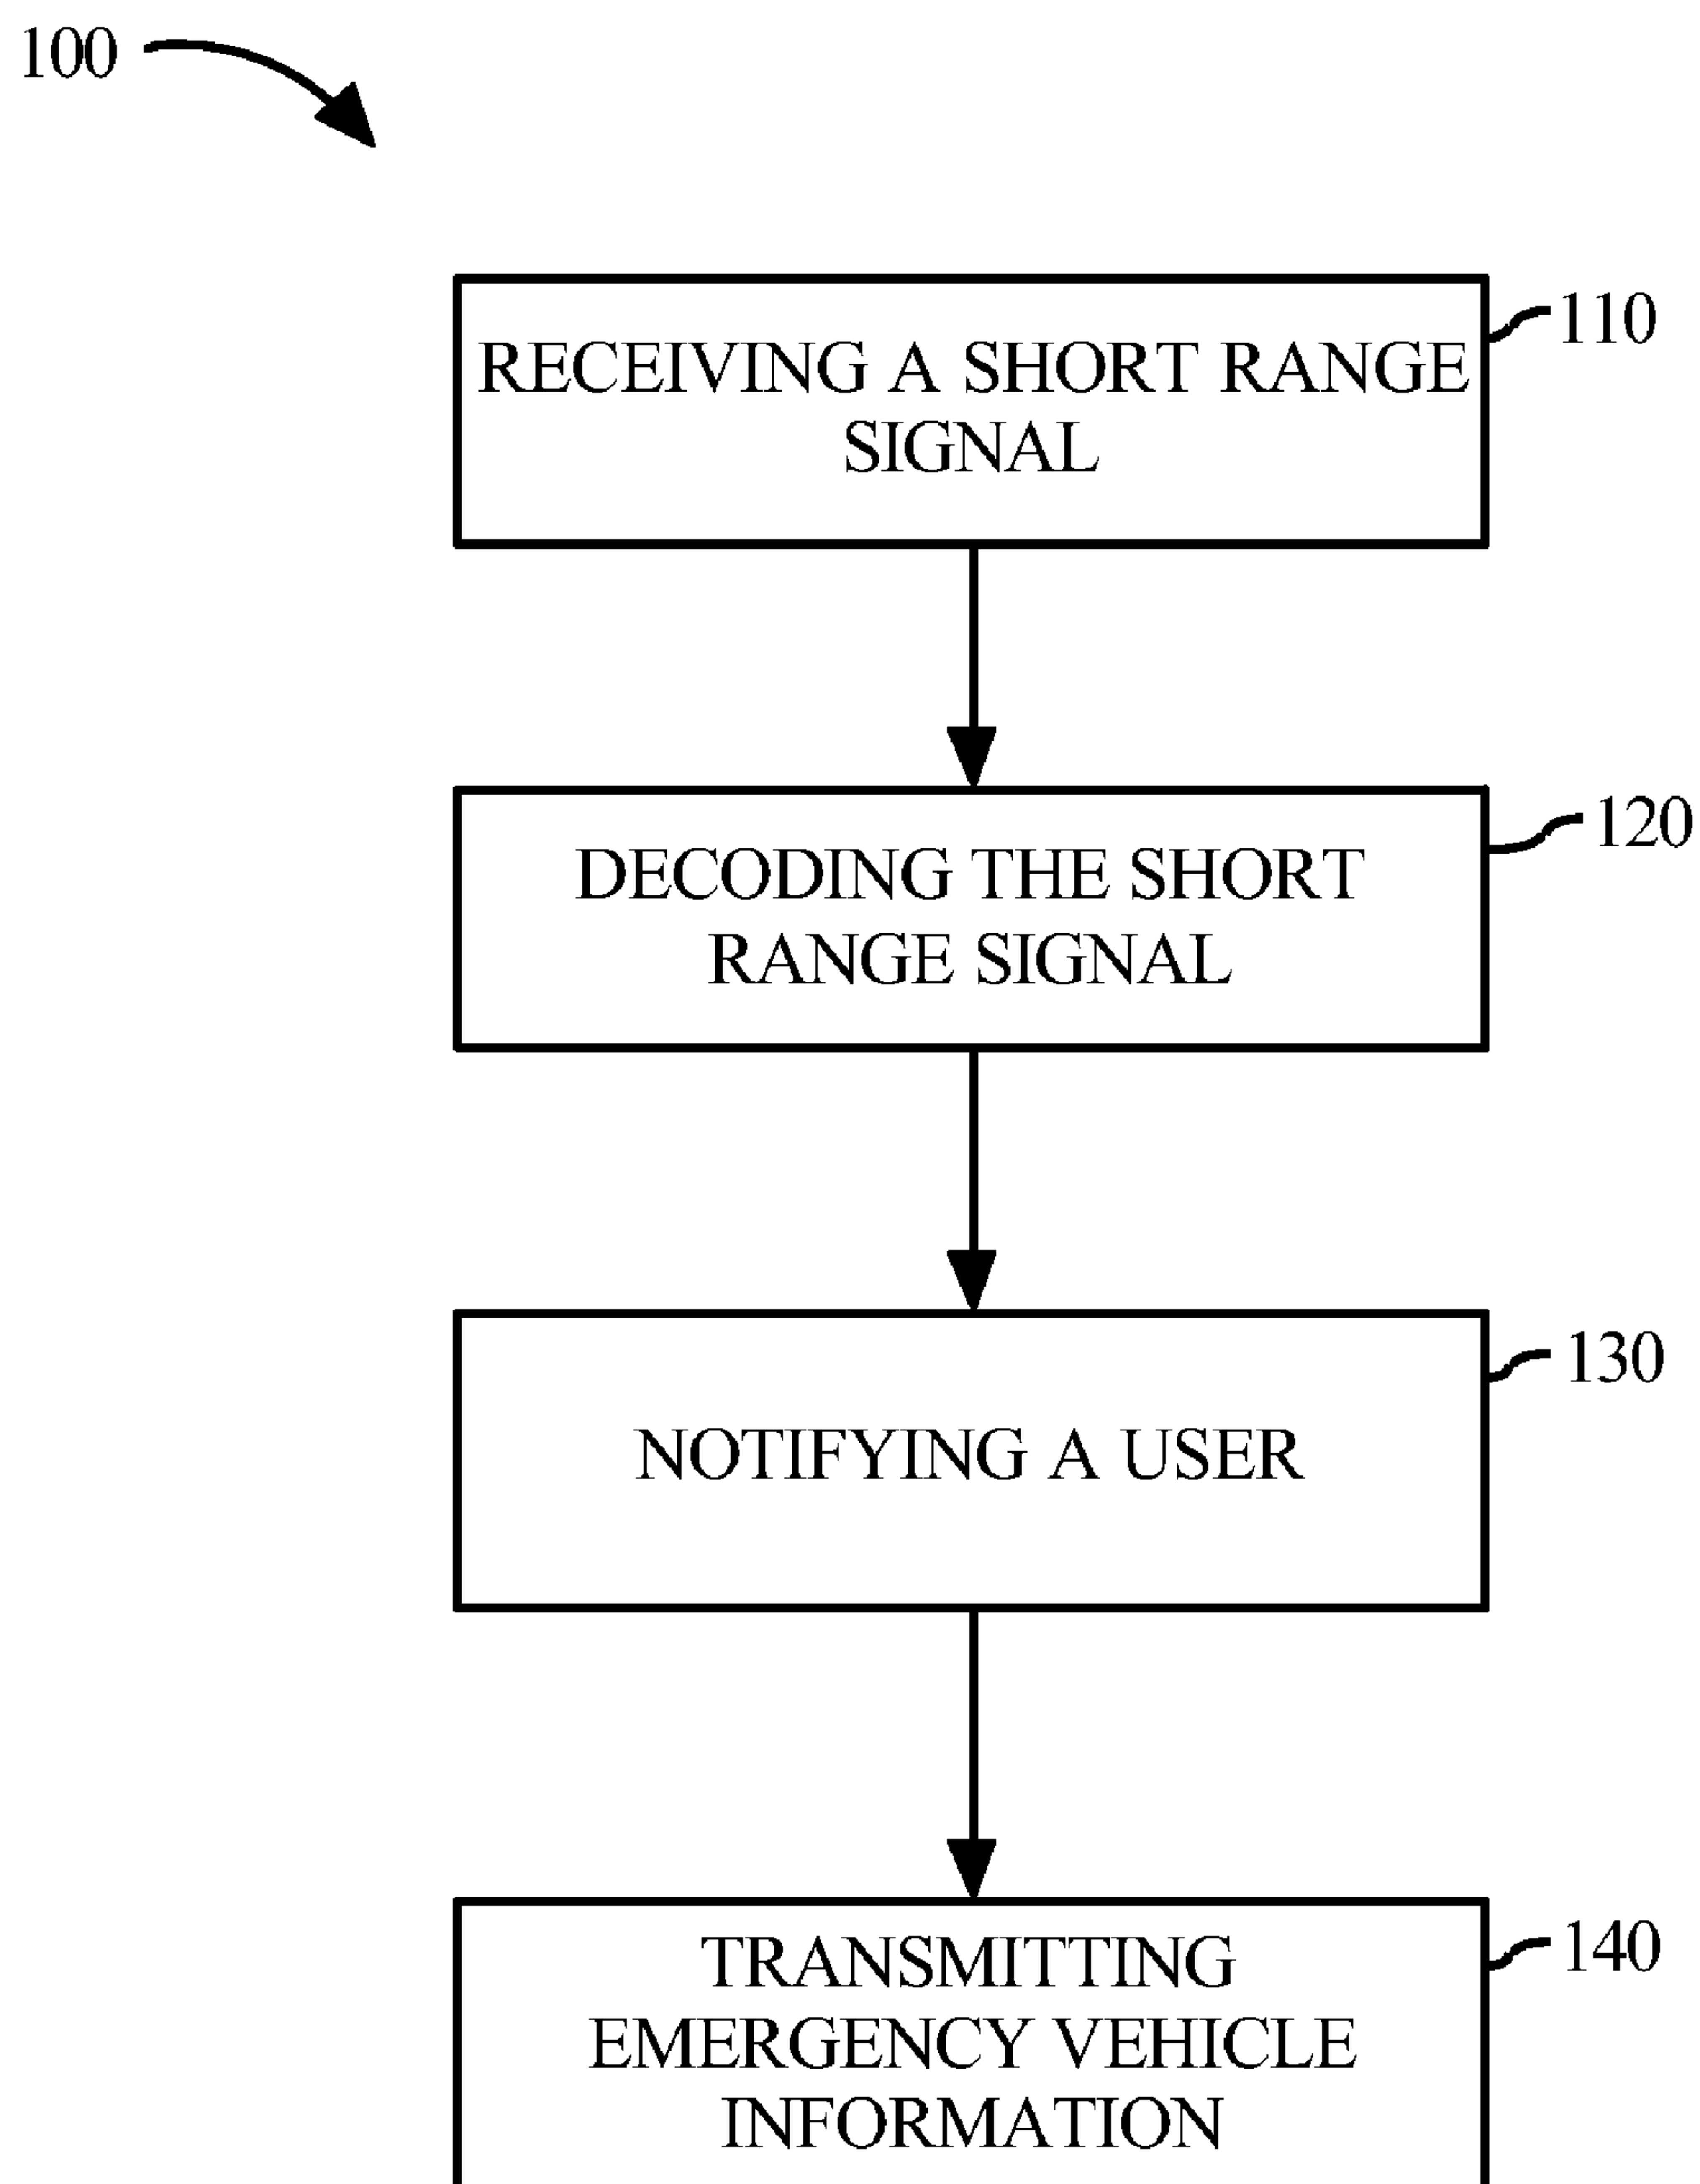 100
110
RECEIVING A SHORT RANGE
SIGNAL
120
DECODING THE SHORT
RANGE SIGNAL
130
NOTIFYING A USER
140
TRANSMITTING
EMERGENCY VEHICLE
INFORMATION